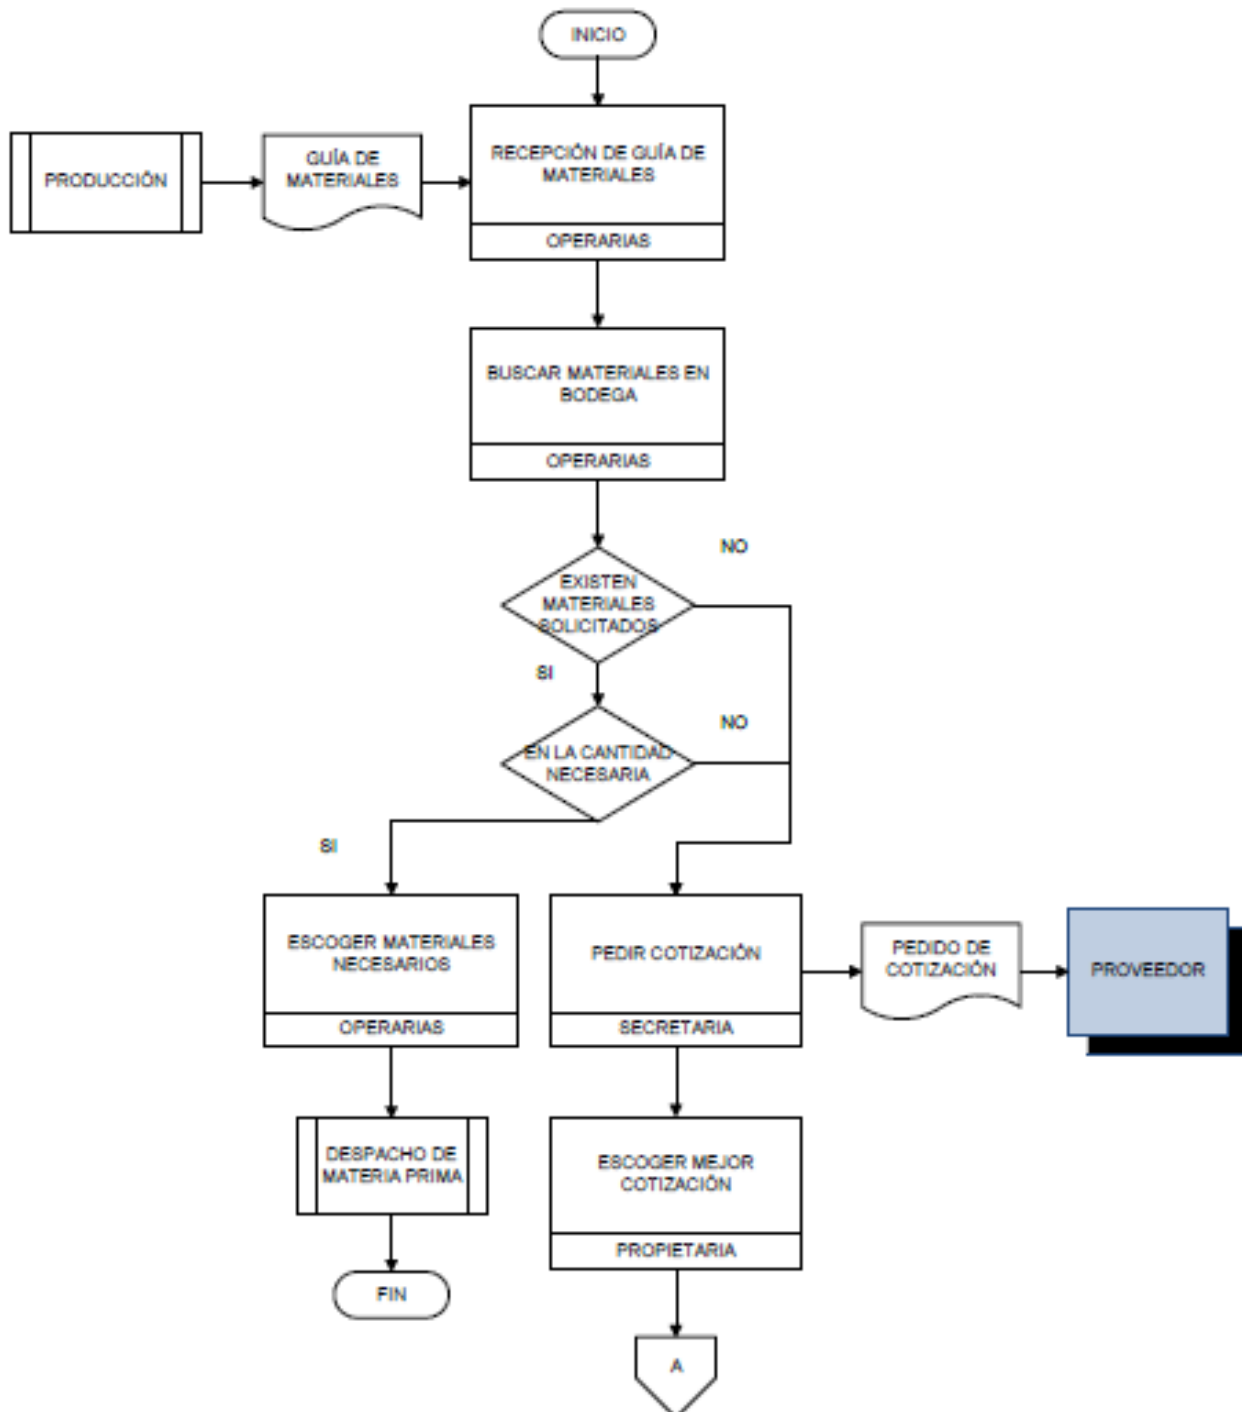 INICIO
PRODUCCIÓN
GUÍA DE
MATERIALES
RECEPCIÓN DE GUÍA DE
MATERIALES
OPERARIAS
BUSCAR MATERIALES EN
BODEGA
OPERARIAS
NO
EXISTEN
MATERIALES
SOLICITADOS
SI
NO
EN LA CANTIDAD
NECESARIA
SI
ESCOGER MATERIALES
NECESARIOS
OPERARIAS
PEDIR COTIZACIÓN
SECRETARIA
PEDIDO DE
COTIZACIÓN
PROVEEDOR
DESPACHO DE
MATERIA PRIMA
ESCOGER MEJOR
COTIZACIÓN
PROPIETARIA
FIN
A